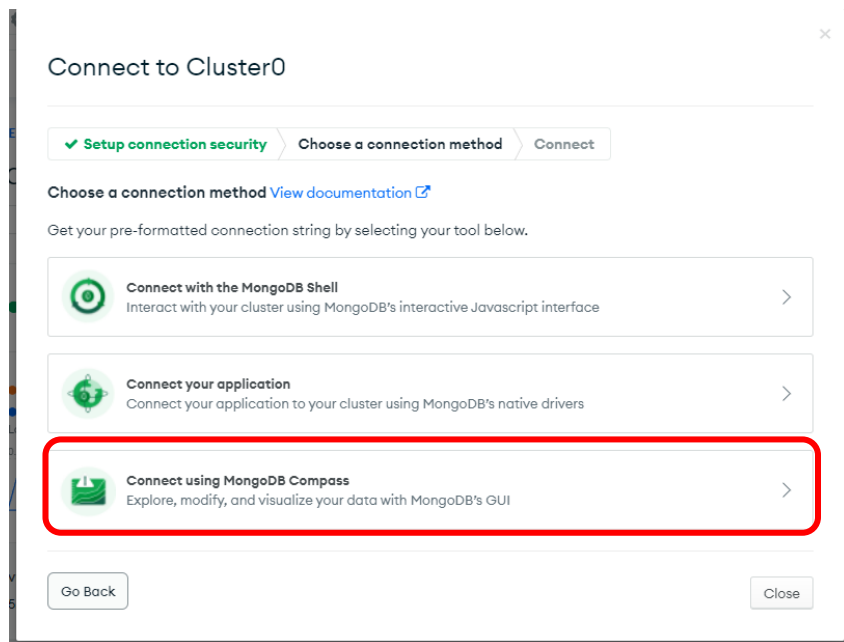 Connect to Cluster0
Setup connection security
Choose a connection method
Connect
Choose a connection method View documentation
Get your pre-formatted connection string by selecting your tool below.
Connect with the MongoDB Shell
Interact with your cluster using MongoDB's interactive Javascript interface
Connect your application
Connect your application to your cluster using MongoDB's native drivers
Connect using MongoDB Compass
Explore, modify, and visualize your data with MongoDB's GUI
Go Back
Close